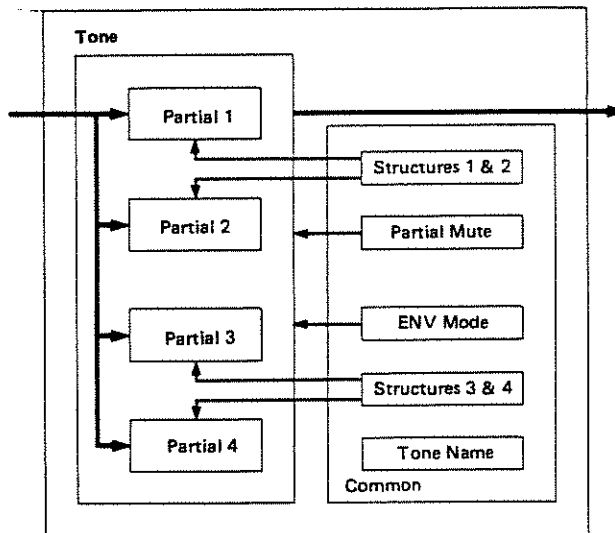 Tone
Partial 1
Structures 1 & 2
Partial 2
Partial Mute
ENV Mode
Partial 3
Structures 3 & 4
Partial 4
Tone Name
Common